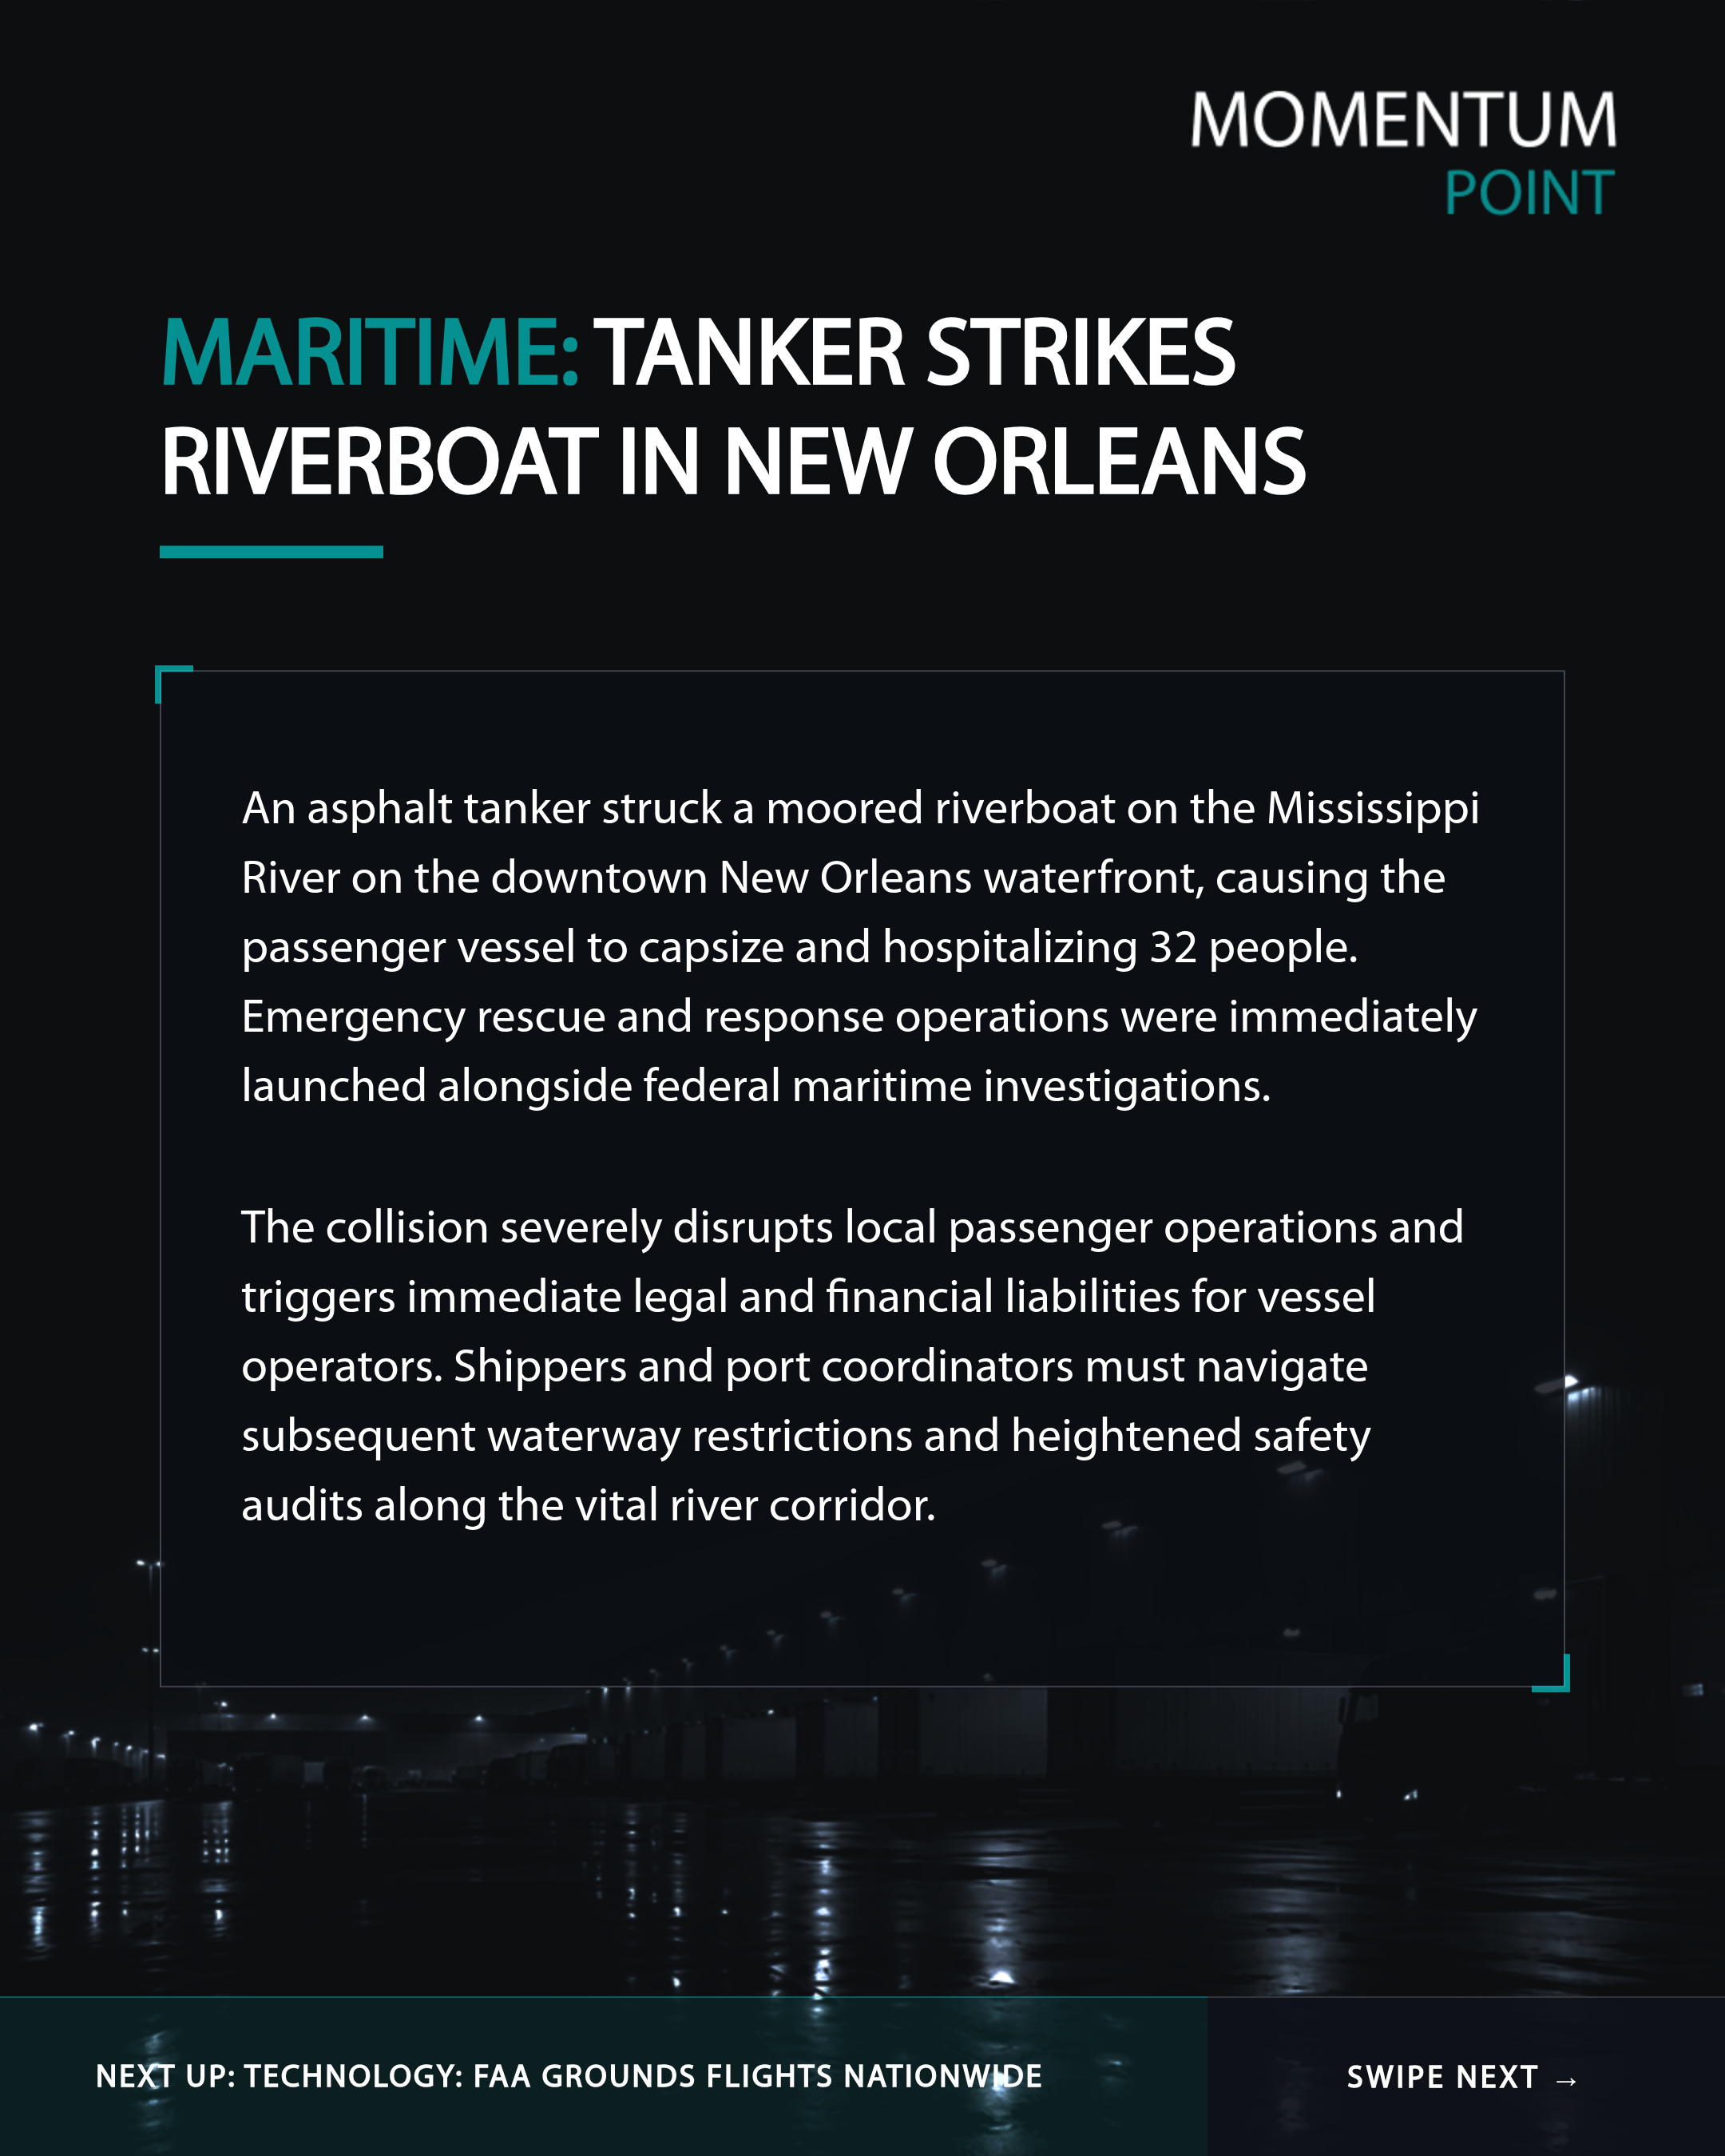 MOMENTUM
POINT
MARITIME: TANKER STRIKES
RIVERBOAT IN NEW ORLEANS
An asphalt tanker struck a moored riverboat on the Mississippi
River on the downtown New Orleans waterfront, causing the
passenger vessel to capsize and hospitalizing 32 people.
Emergency rescue and response operations were immediately
launched alongside federal maritime investigations.
The collision severely disrupts local passenger operations and
triggers immediate legal and financial liabilities for vessel
operators. Shippers and port coordinators must navigate
subsequent waterway restrictions and heightened safety
audits along the vital river corridor.
NEXT UP: TECHNOLOGY: FAA GROUNDS FLIGHTS NATIONWIDE
SWIPE NEXT →